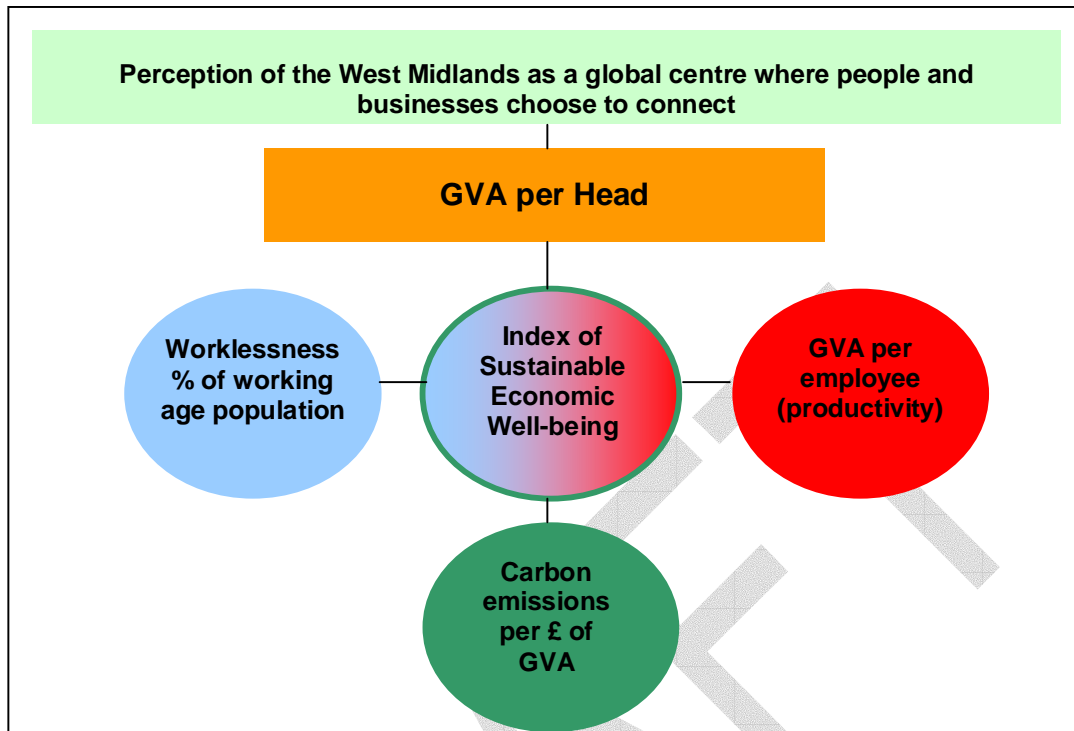 Perception of the West Midlands as a global centre where people and
businesses choose to connect
GVA per Head
Worklessness
% of working
age population
Index of
Sustainable
Economic
Well-being
GVA per
employee
(productivity)
Carbon
emissions
per £ of
GVA